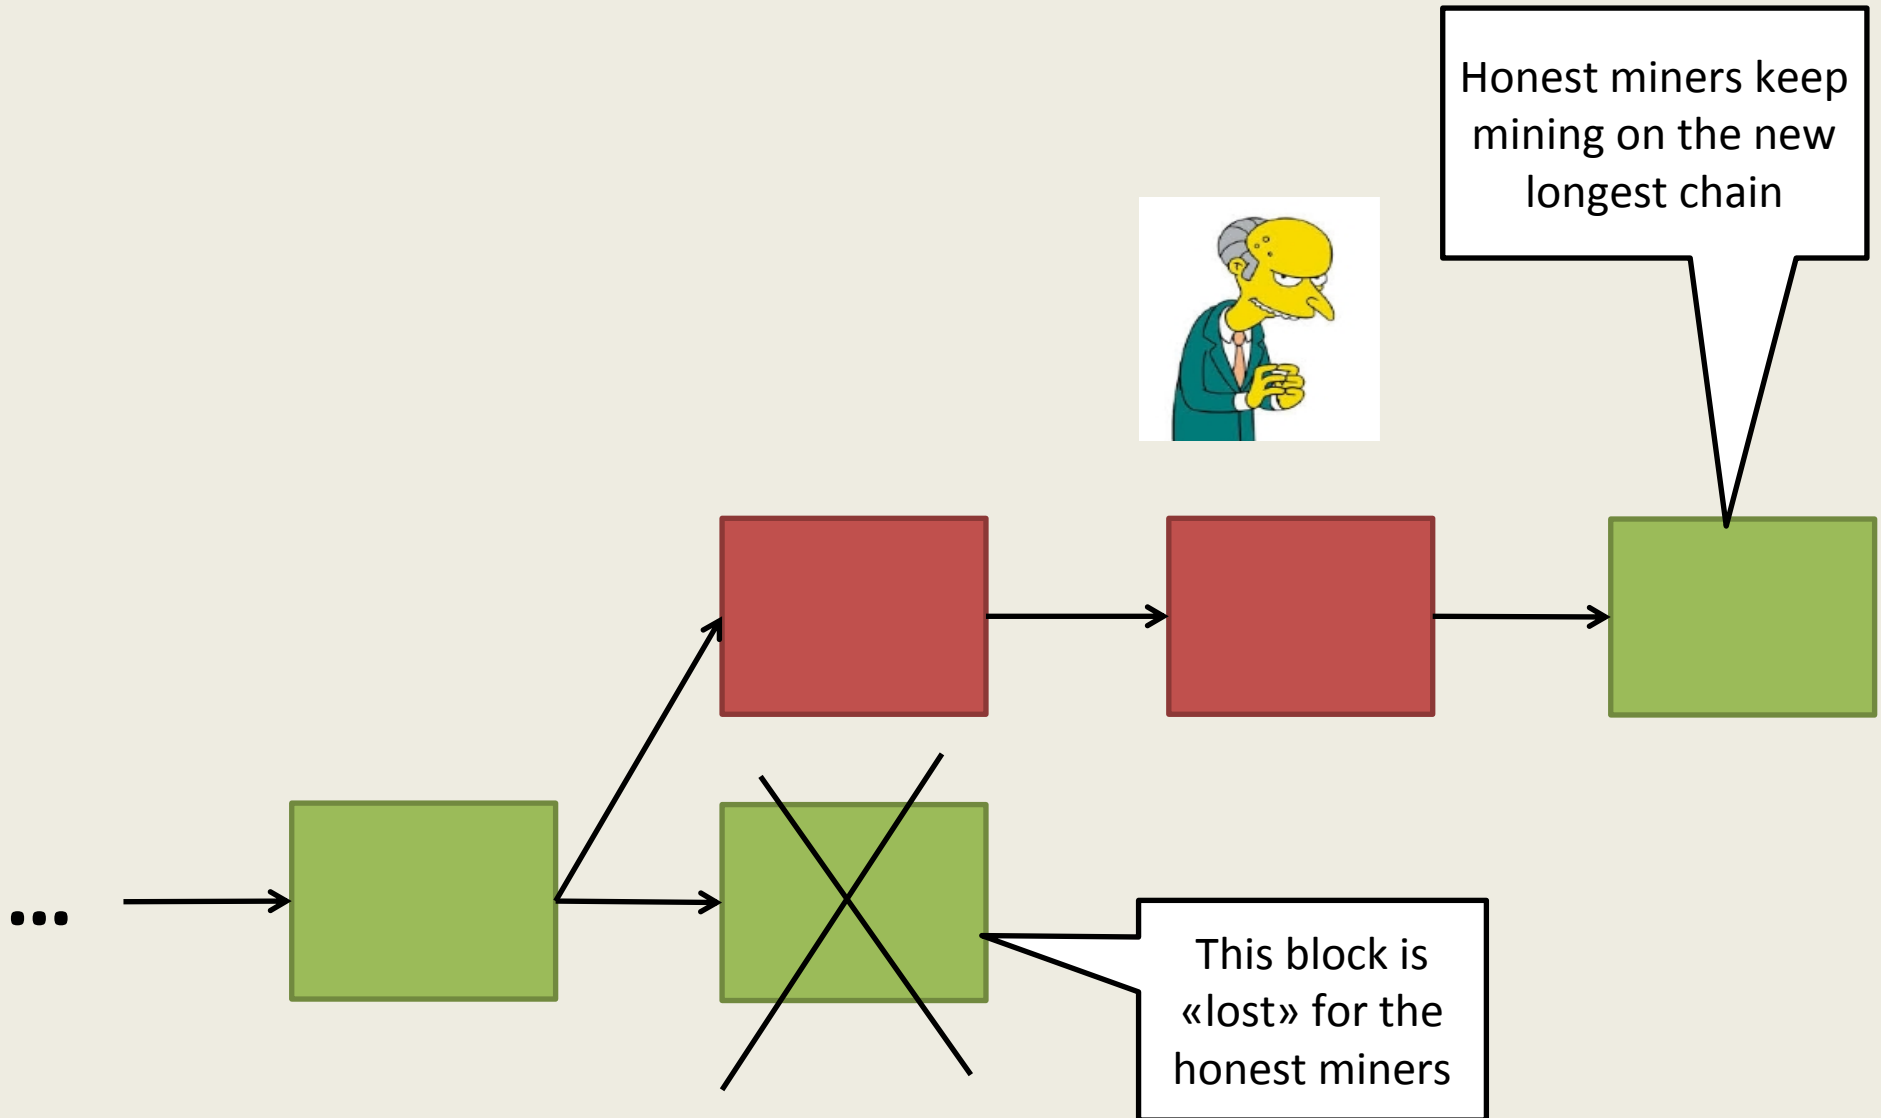 Honest miners keep
mining on the new
longest chain
...
This block is
«lost» for the
honest miners